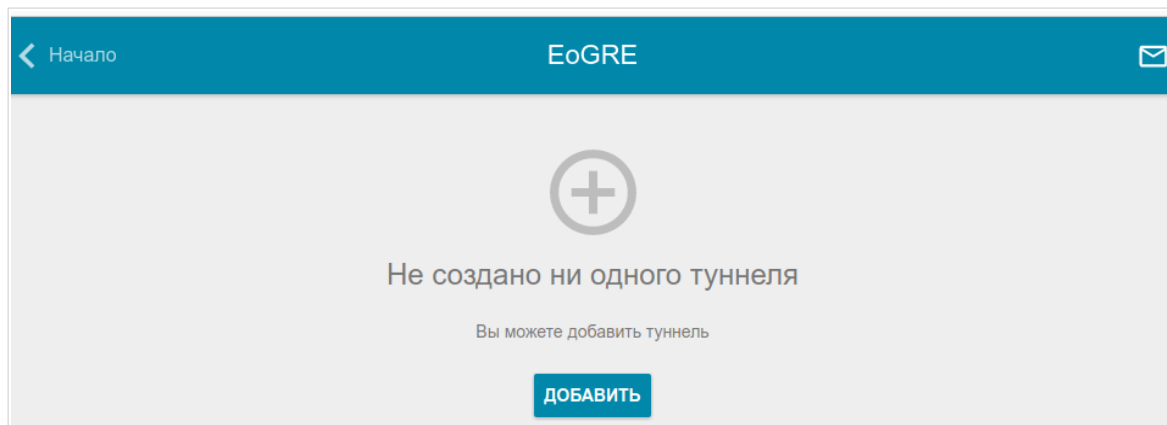 Начало
EoGRE
Не создано ни одного туннеля
Вы можете добавить туннель
ДОБАВИТЬ